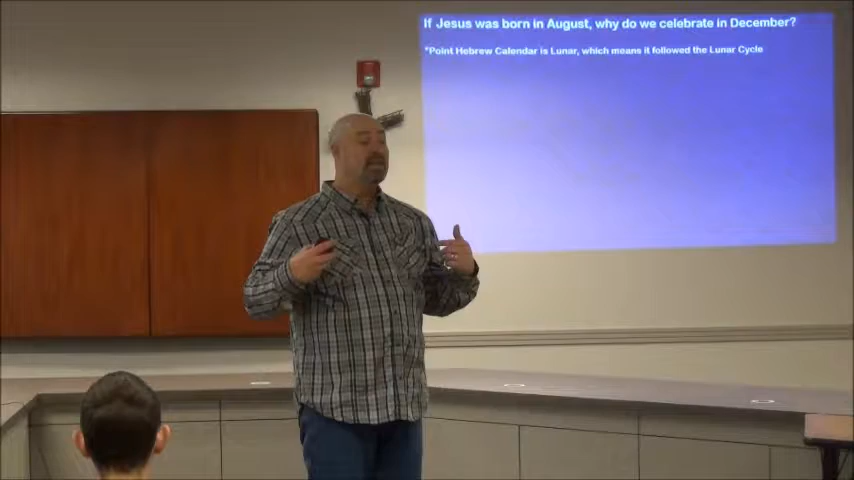 If Jesus was born in August, why do we celebrate in December?
*Point Hebrew Calendar is Lunar, which means it followed the Lunar Cycle